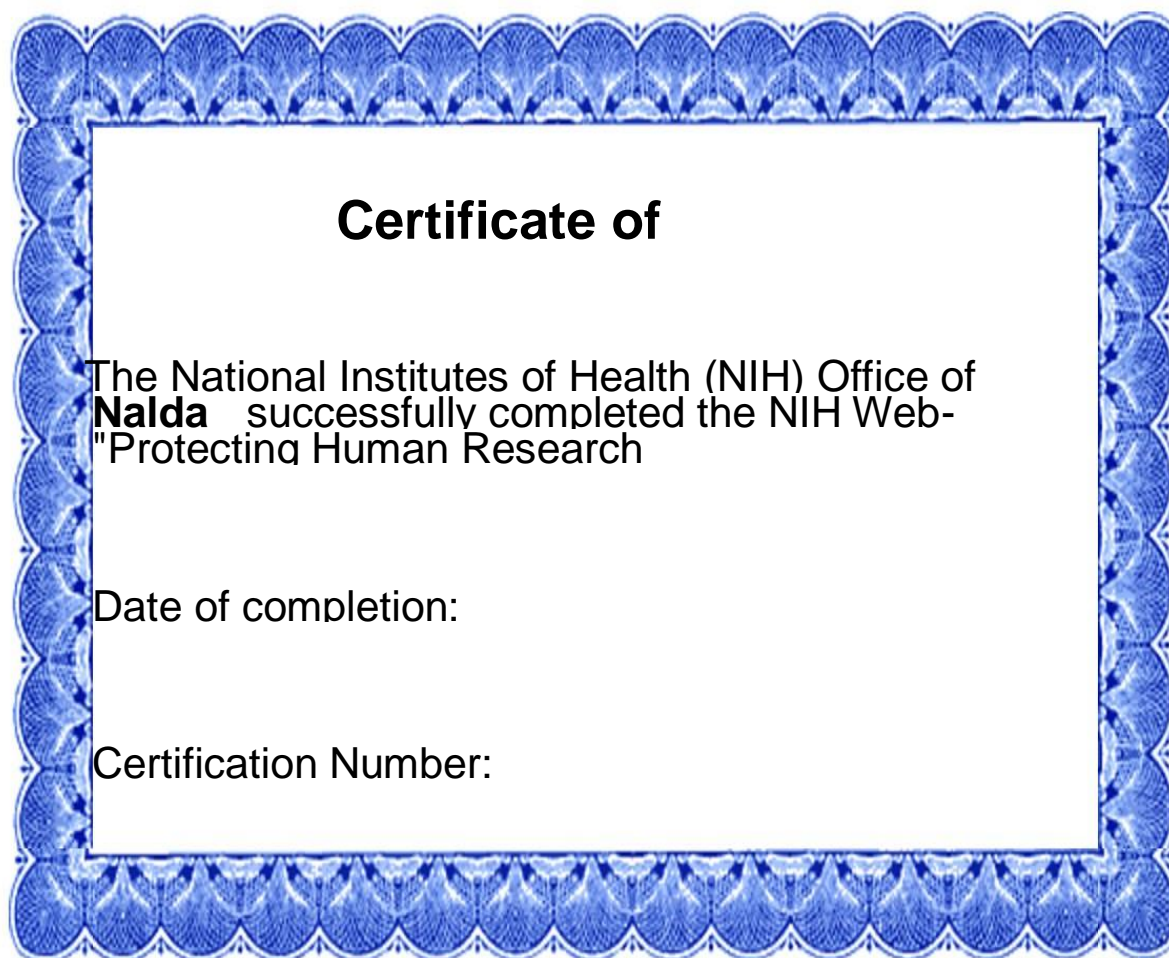 Certificate of
The National Institutes of Health (NIH) Office of
Nalda successfully completed the NIH Web-
"Protecting Human Research
Date of completion:
Certification Number: